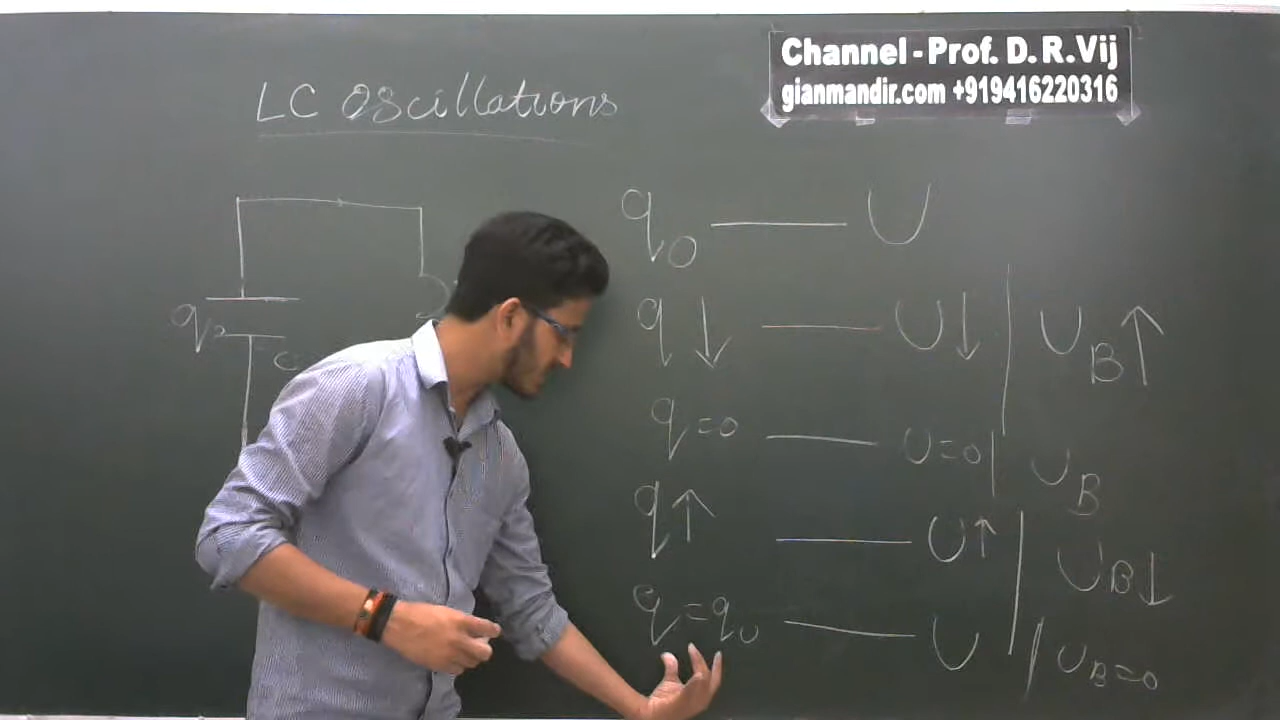 Channel - Prof. D. R. Vij
gianmandir.com +919416220316
LC Oscillations
q₀ — U
q↓ — U↓ | U_B↑
q=0 — U=0 | U_B
q↑ — U↑ | U_B↓
q=q₀ — U | U_B=0
q₀
C